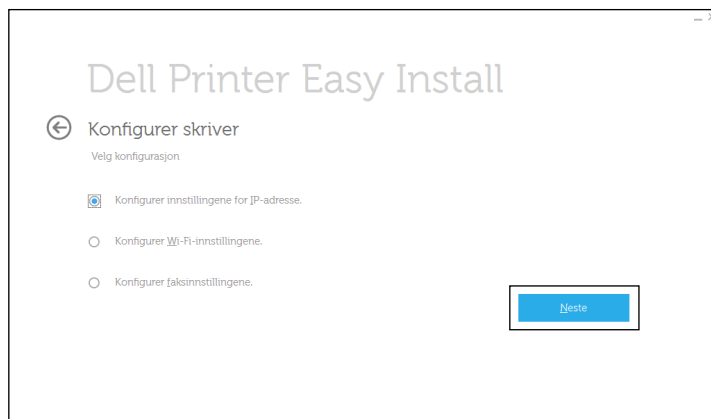 Dell Printer Easy Install
Konfigurer skriver
Velg konfigurasjon
Konfigurer innstillingene for IP-adresse.
Konfigurer Wi-Fi-innstillingene.
Konfigurer faksinnstillingene.
Neste